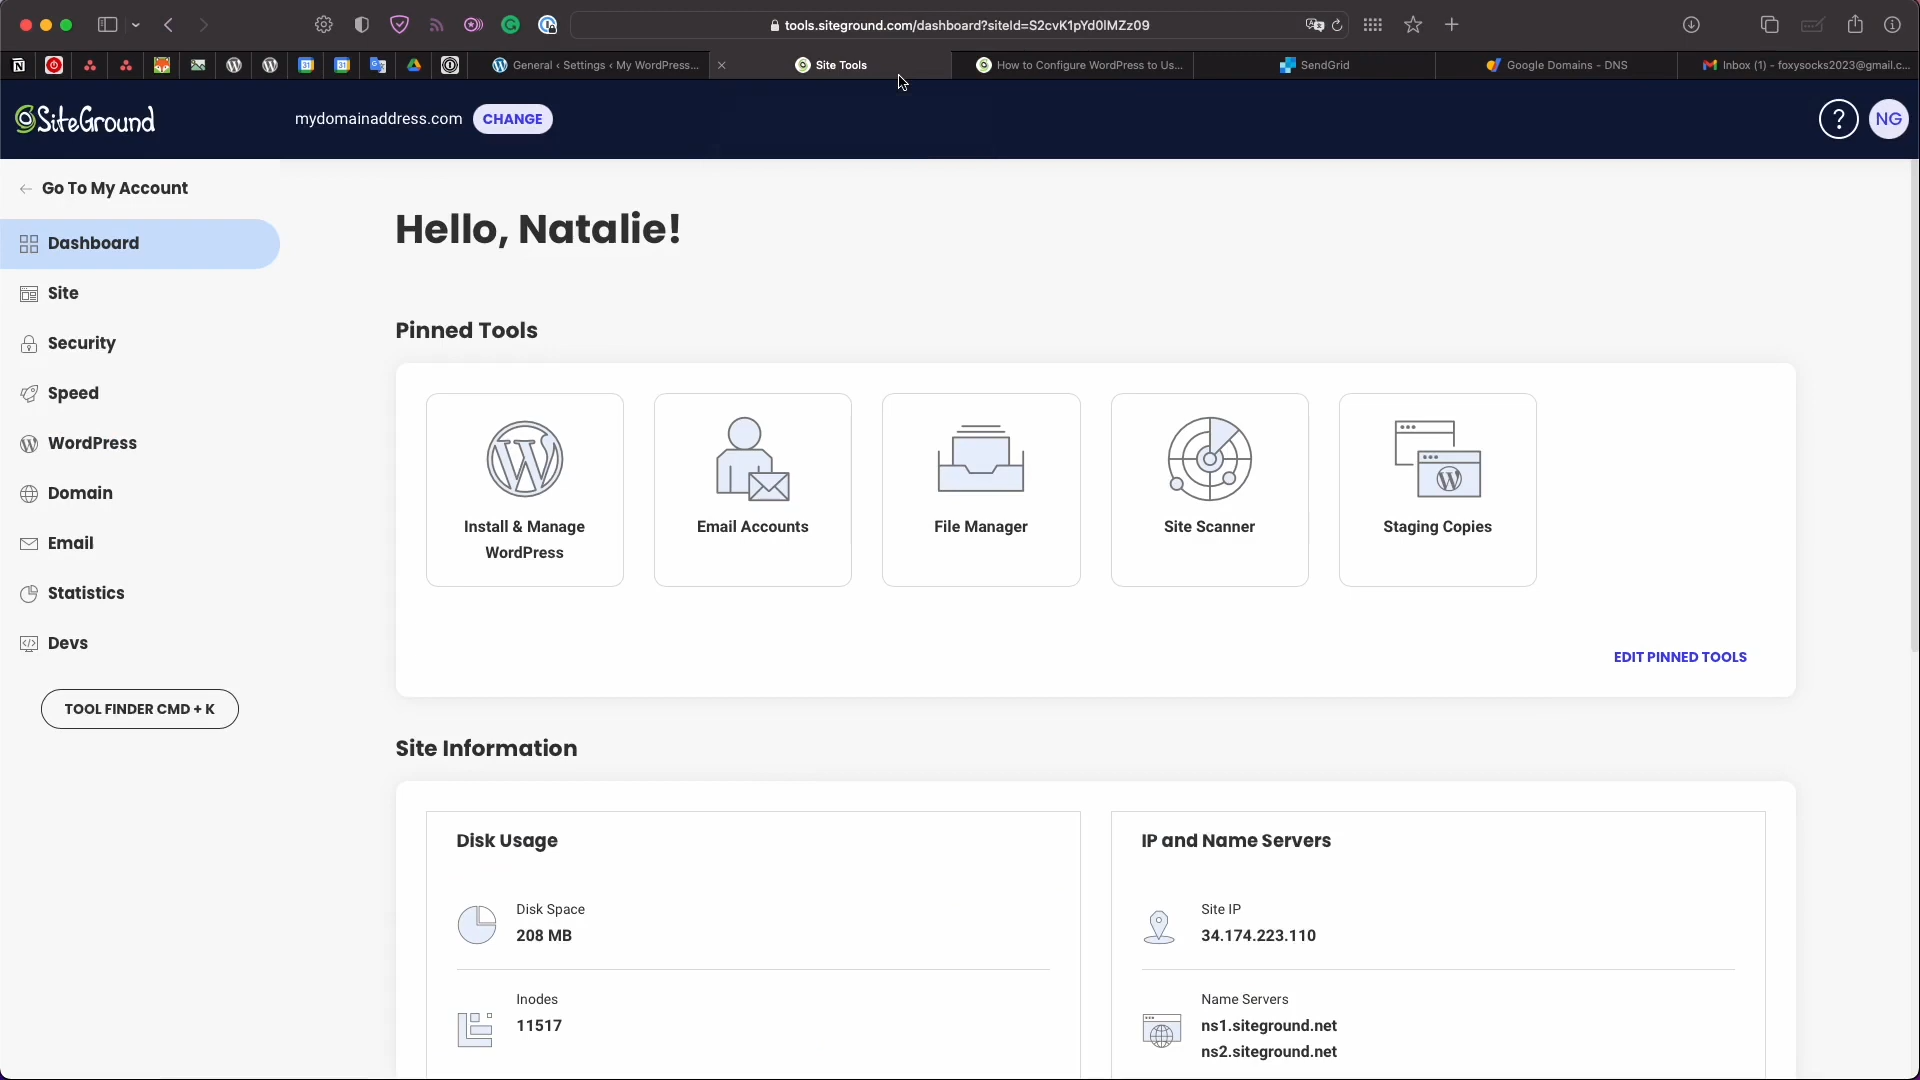 tools.siteground.com/dashboard?siteId=S2cvK1pYd0lMZz09
General ‹ Settings ‹ My WordPress...
Site Tools
How to Configure WordPress to Us...
SendGrid
Google Domains - DNS
Inbox (1) - foxysocks2023@gmail.c...
SiteGround
mydomainaddress.com
CHANGE
?
NG
Go To My Account
Dashboard
Site
Security
Speed
WordPress
Domain
Email
Statistics
Devs
TOOL FINDER CMD + K
Hello, Natalie!
Pinned Tools
Install & Manage
WordPress
Email Accounts
File Manager
Site Scanner
Staging Copies
EDIT PINNED TOOLS
Site Information
Disk Usage
Disk Space
208 MB
Inodes
11517
IP and Name Servers
Site IP
34.174.223.110
Name Servers
ns1.siteground.net
ns2.siteground.net